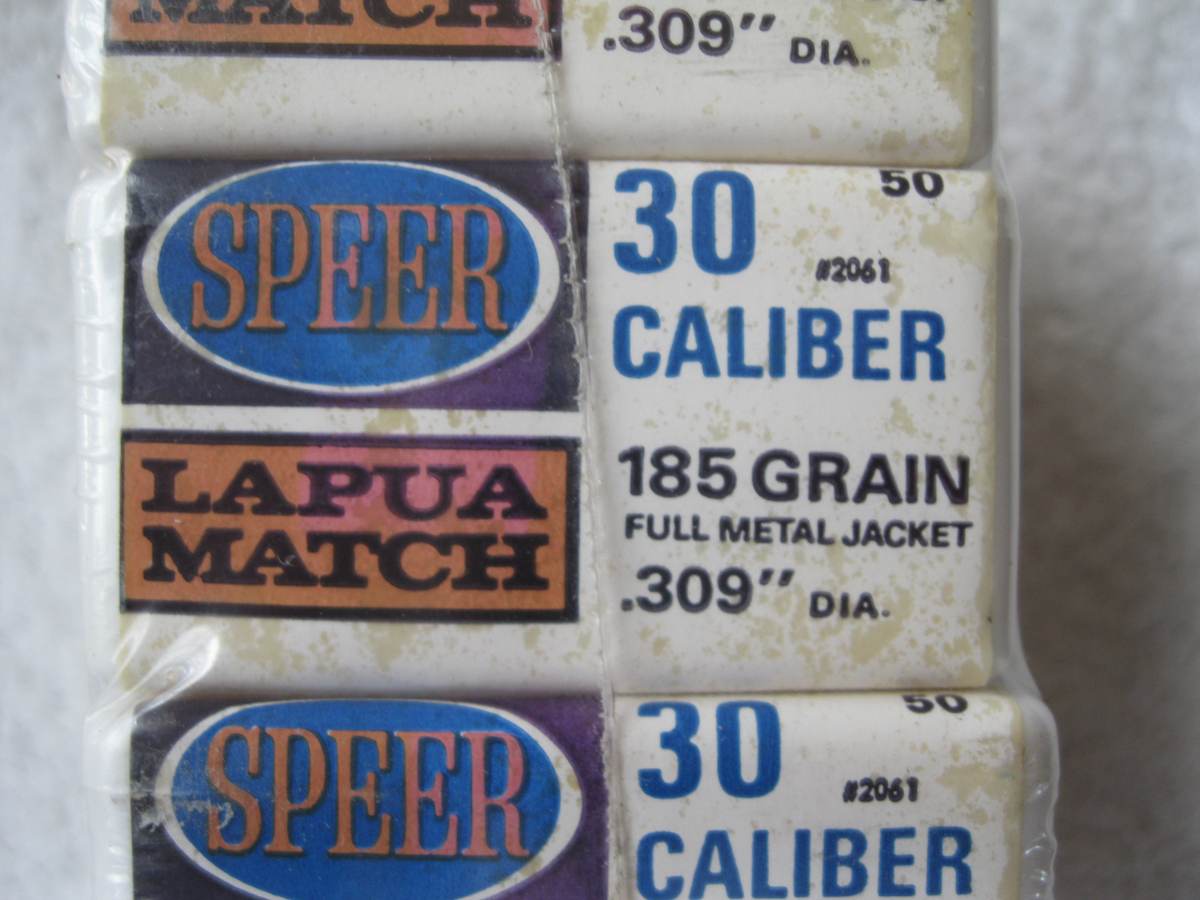 MATCH
.309" DIA.
SPEER
LAPUA
MATCH
50
30
#2061
CALIBER
185 GRAIN
FULL METAL JACKET
.309" DIA.
SPEER
50
30
#2061
CALIBER